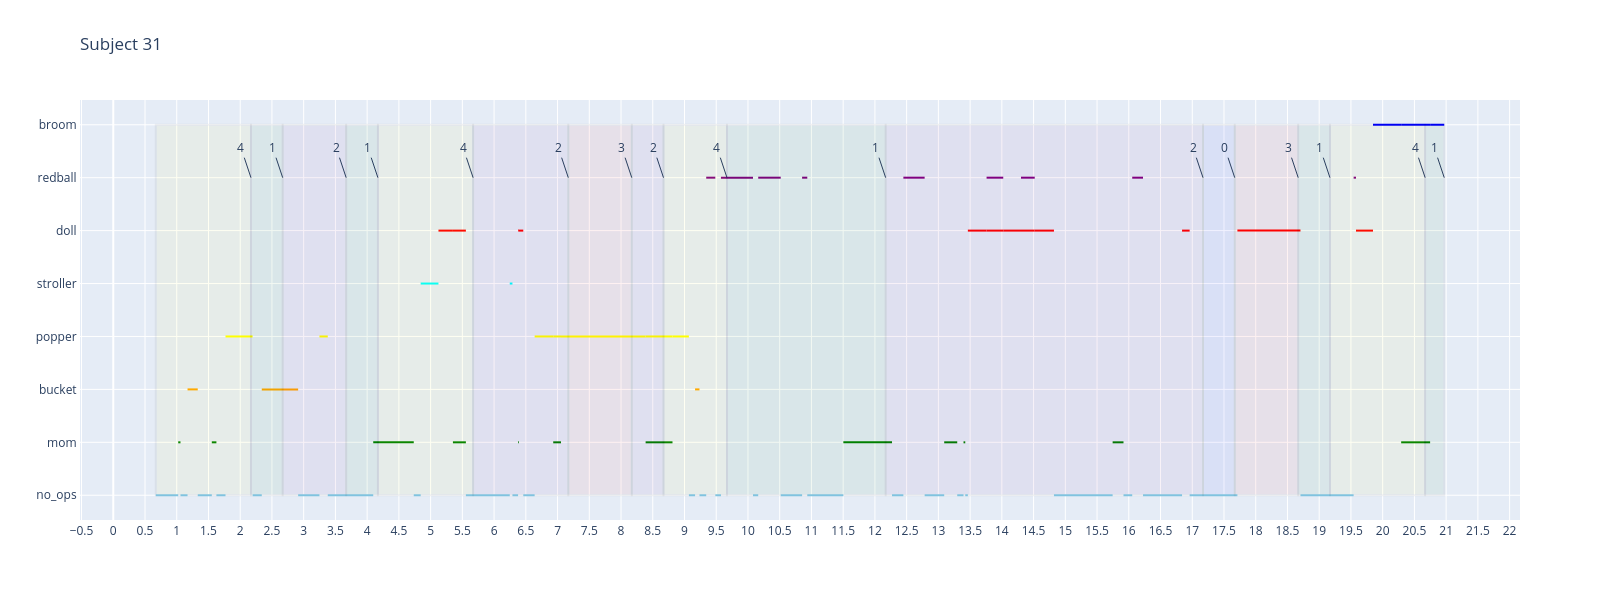 Subject 31
broom
4 1 2 1 4 2 3 2 4 1 2 0 3 1 4 1
redball
doll
stroller
popper
bucket
mom
no_ops
−0.5 0 0.5 1 1.5 2 2.5 3 3.5 4 4.5 5 5.5 6 6.5 7 7.5 8 8.5 9 9.5 10 10.5 11 11.5 12 12.5 13 13.5 14 14.5 15 15.5 16 16.5 17 17.5 18 18.5 19 19.5 20 20.5 21 21.5 22